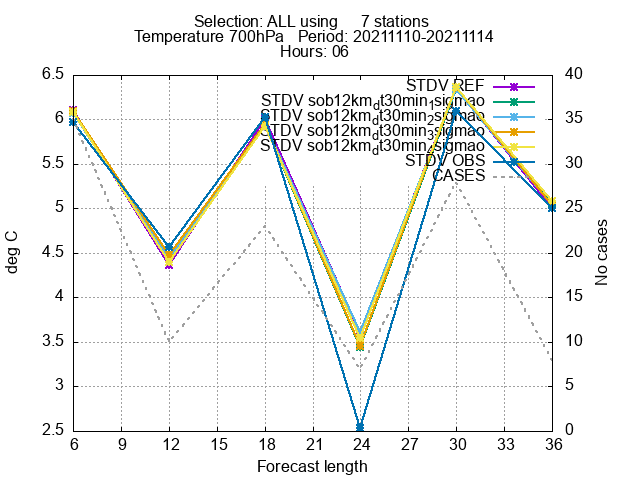 Selection: ALL using 7 stations
Temperature 700hPa Period: 20211110-20211114
Hours: 06
STDV REF
STDV sob12km_dt30min_1sigmao
STDV sob12km_dt30min_2sigmao
STDV sob12km_dt30min_3sigmao
STDV
STDV OBS
CASES
6.5
6
5.5
5
4.5
4
3.5
3
2.5
deg C
40
35
30
25
20
15
10
5
0
No cases
6 9 12 15 18 21 24 27 30 33 36
Forecast length